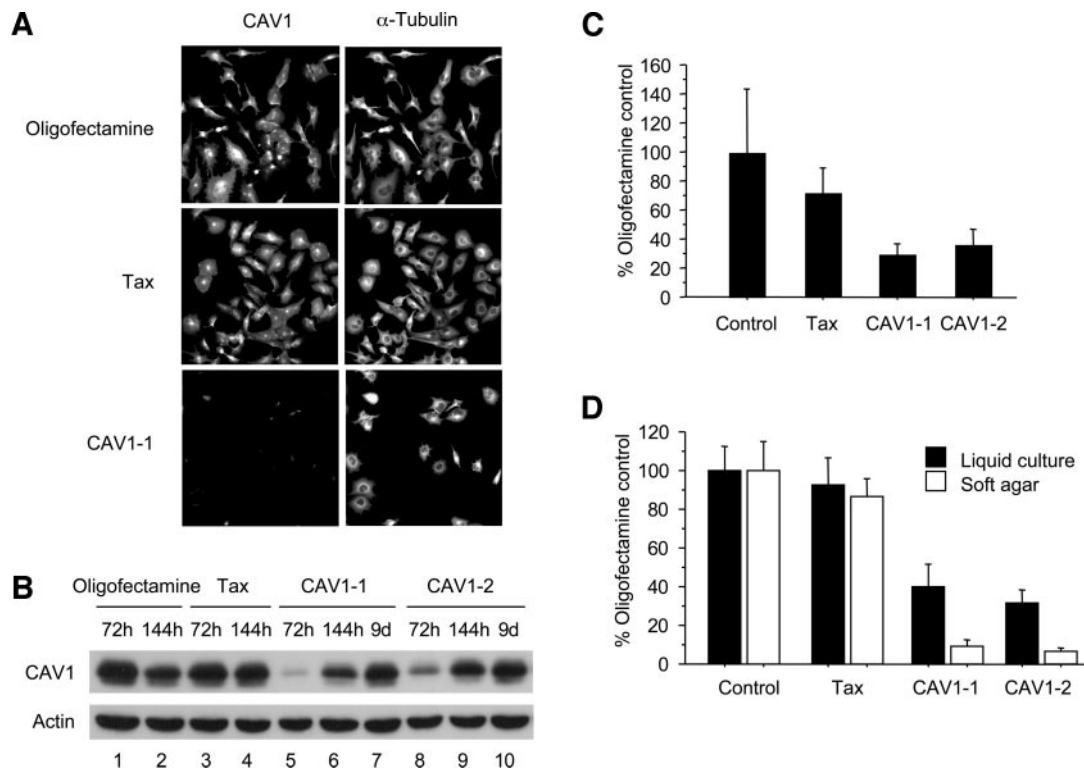 A
CAV1 α-Tubulin
Oligofectamine
Tax
CAV1-1
B
Oligofectamine Tax CAV1-1 CAV1-2
72h 144h 72h 144h 72h 144h 9d 72h 144h 9d
CAV1
Actin
1 2 3 4 5 6 7 8 9 10
C
% Oligofectamine control
160
140
120
100
80
60
40
20
0
Control Tax CAV1-1 CAV1-2
D
% Oligofectamine control
120
100
80
60
40
20
0
Liquid culture
Soft agar
Control Tax CAV1-1 CAV1-2